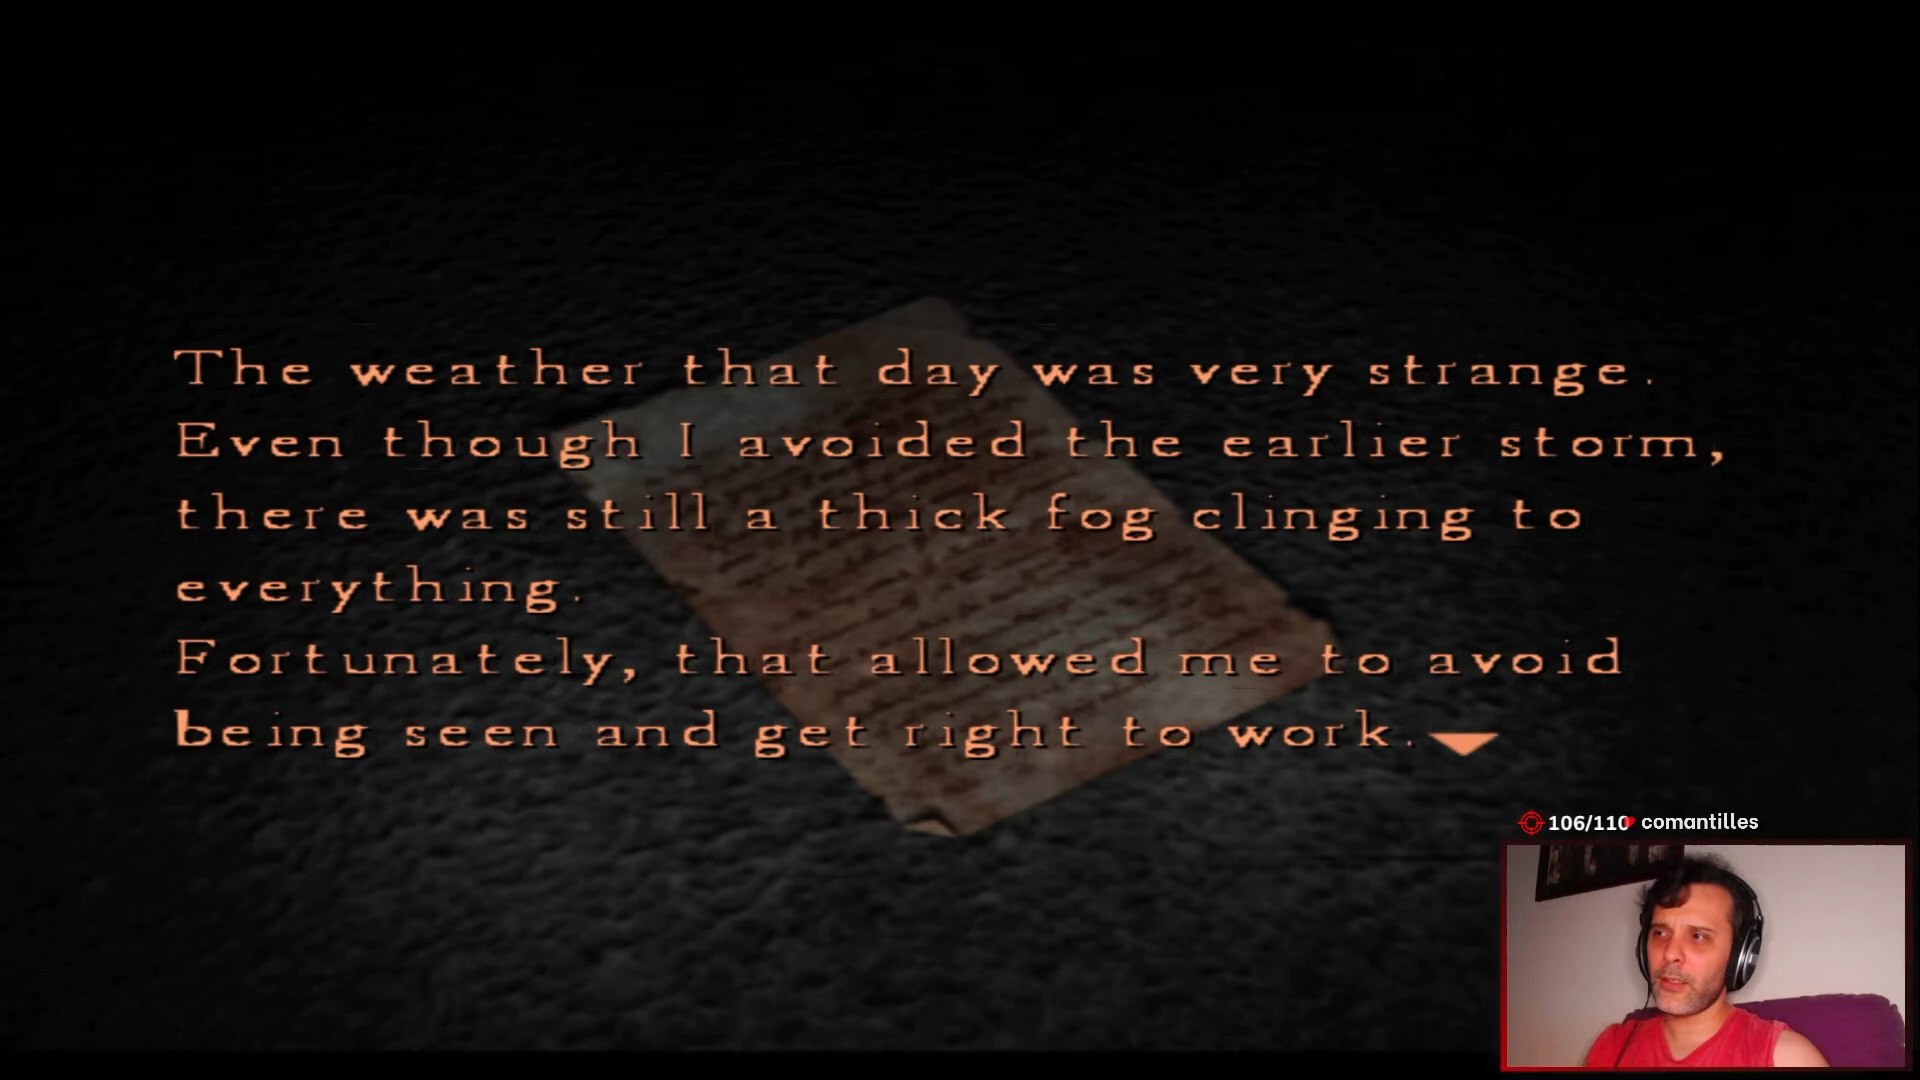 The weather that day was very strange.
Even though I avoided the earlier storm,
there was still a thick fog clinging to
everything.
Fortunately, that allowed me to avoid
being seen and get right to work.
106/110 comantilles